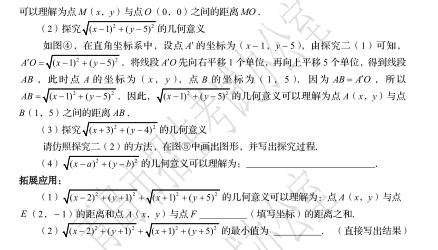 可以理解为点 M（x，y）与点 O（0，0）之间的距离 MO．
（2）探究 √((x−1)²+(y−5)²) 的几何意义
如图④，在直角坐标系中，设点 A′ 的坐标为（x−1，y−5），由探究二（1）可知，
A′O＝√((x−1)²+(y−5)²)，将线段 A′O 先向右平移 1 个单位，再向上平移 5 个单位，得到线段
AB，此时点 A 的坐标为（x，y），点 B 的坐标为（1，5）．因为 AB＝A′O，所以
AB＝√((x−1)²+(y−5)²)，因此，√((x−1)²+(y−5)²) 的几何意义可以理解为点 A（x，y）与点
B（1，5）之间的距离 AB．
（3）探究 √((x+3)²+(y−4)²) 的几何意义
请仿照探究二（2）的方法，在图⑤中画出图形，并写出探究过程．
（4）√((x−a)²+(y−b)²) 的几何意义可以理解为：____________．
拓展应用：
（1）√((x−2)²+(y+1)²)+√((x+1)²+(y+5)²) 的几何意义可以理解为：点 A（x，y）与点
E（2，−1）的距离和点 A（x，y）与点 F ________（填写坐标）的距离之和．
（2）√((x−2)²+(y+1)²)+√((x+1)²+(y+5)²) 的最小值为________．（直接写出结果）